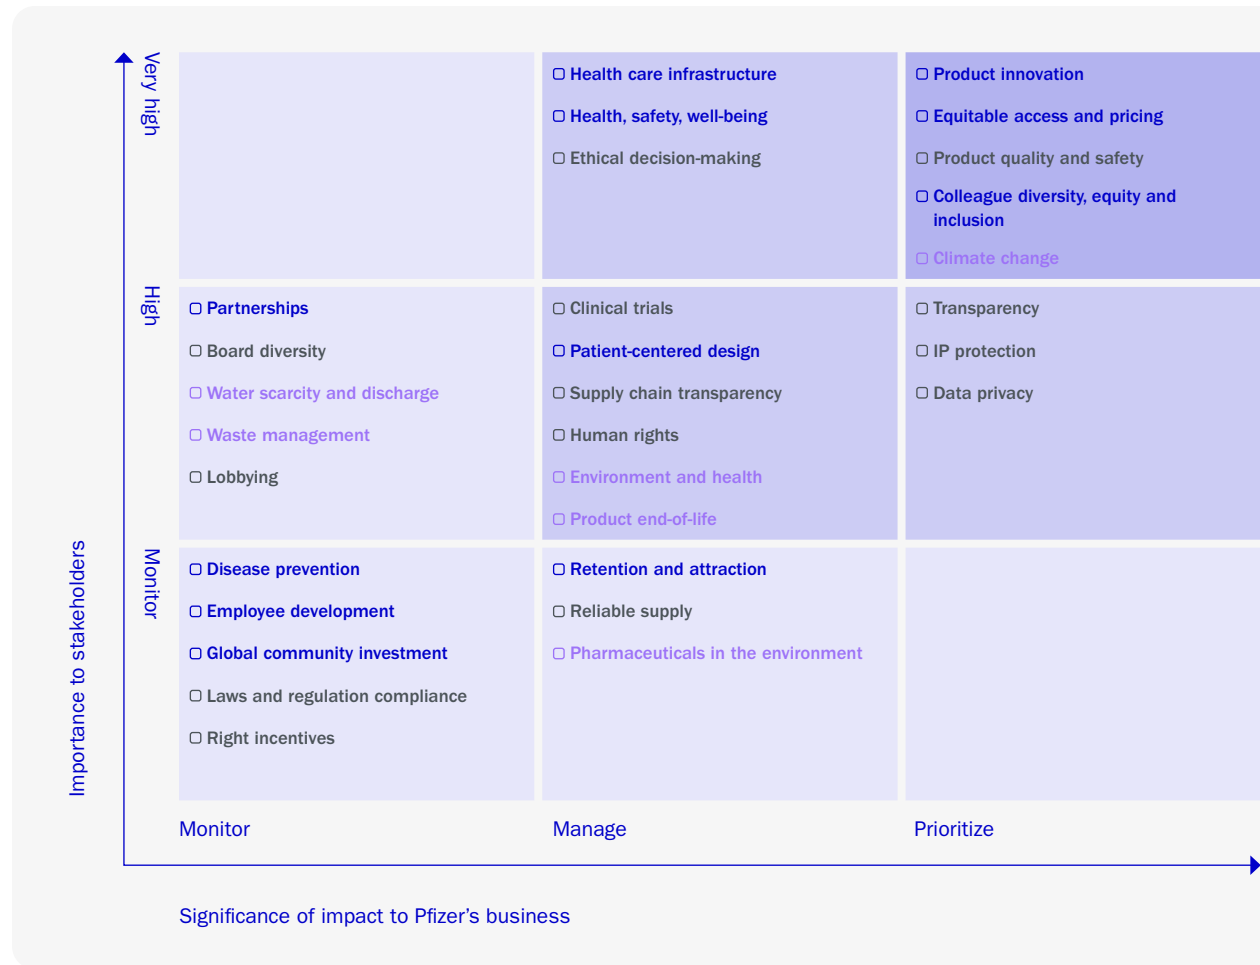 Very high
Health care infrastructure
Health, safety, well-being
Ethical decision-making
Product innovation
Equitable access and pricing
Product quality and safety
Colleague diversity, equity and
inclusion
Climate change
High
Partnerships
Board diversity
Water scarcity and discharge
Waste management
Lobbying
Clinical trials
Patient-centered design
Supply chain transparency
Human rights
Environment and health
Product end-of-life
Transparency
IP protection
Data privacy
Monitor
Disease prevention
Employee development
Global community investment
Laws and regulation compliance
Right incentives
Retention and attraction
Reliable supply
Pharmaceuticals in the environment
Importance to stakeholders
Monitor
Manage
Prioritize
Significance of impact to Pfizer’s business